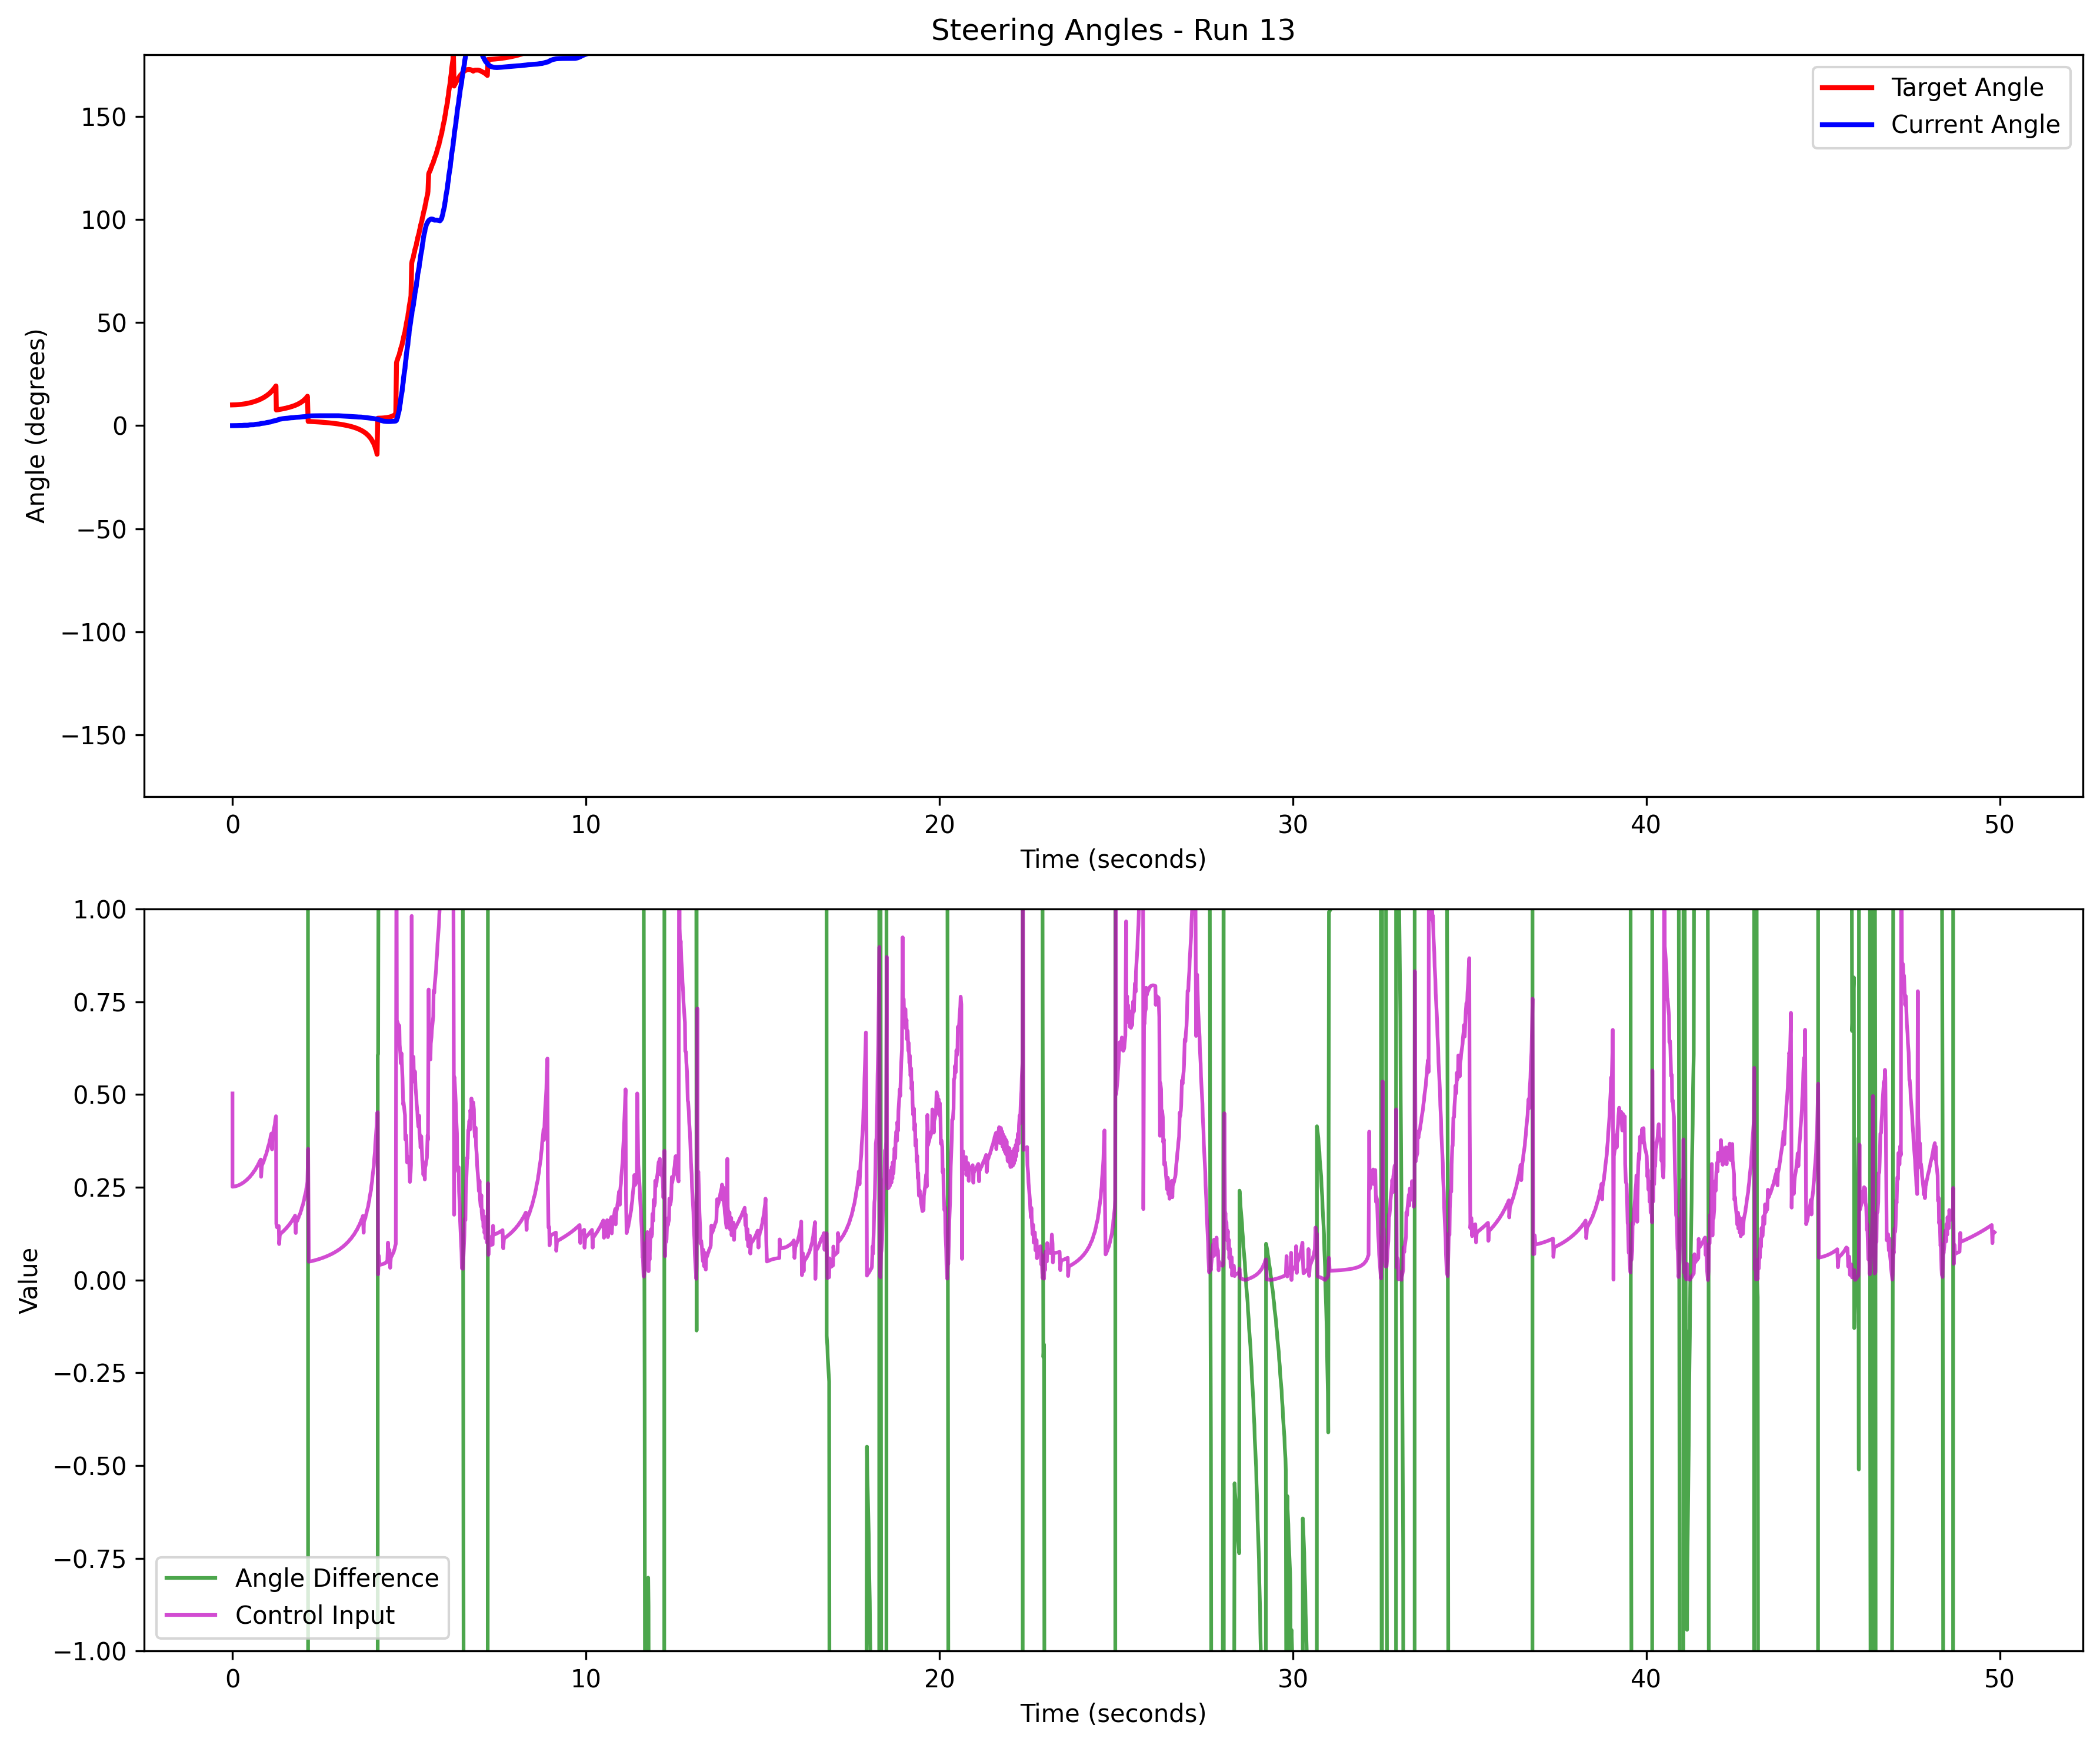 Steering Angles - Run 13
Angle (degrees)
150
100
50
0
−50
−100
−150
Target Angle
Current Angle
0 10 20 30 40 50
Time (seconds)
Value
1.00
0.75
0.50
0.25
0.00
−0.25
−0.50
−0.75
−1.00
Angle Difference
Control Input
0 10 20 30 40 50
Time (seconds)